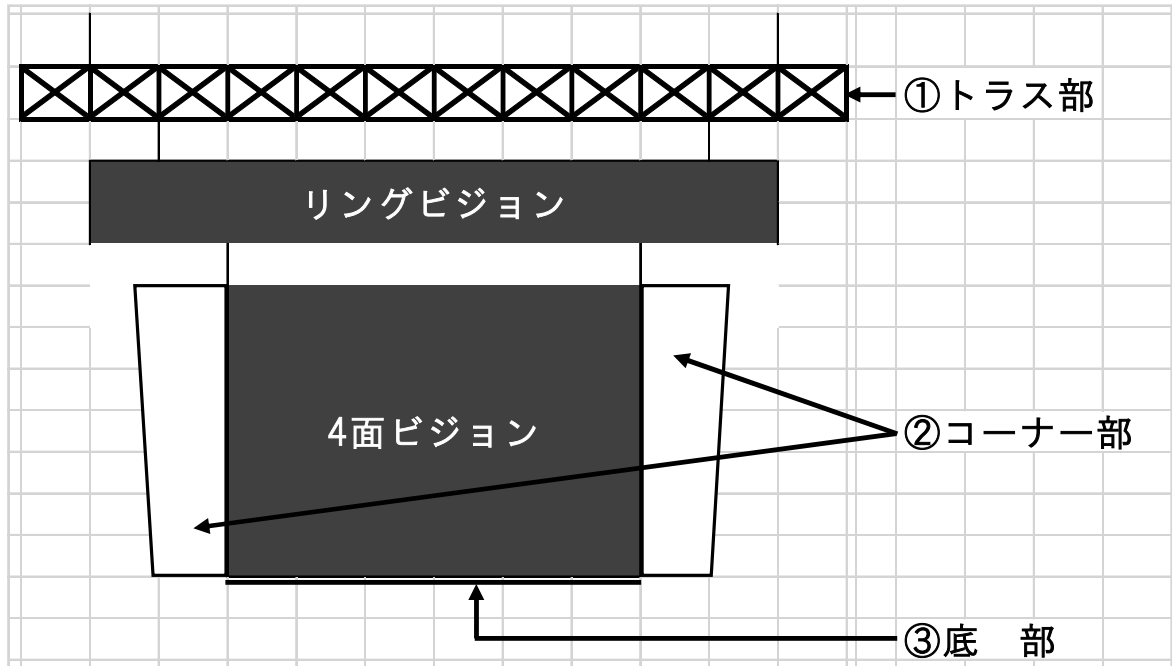 ①トラス部
リングビジョン
4面ビジョン
②コーナー部
③底　部